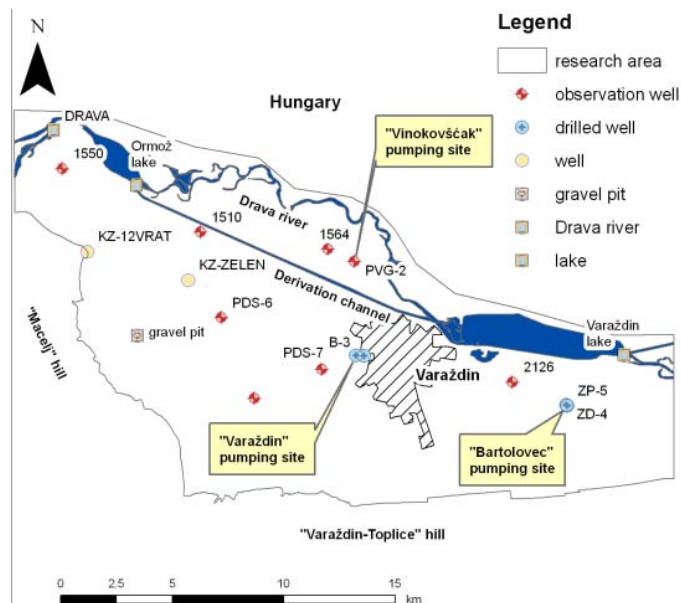 N
Legend
research area
observation well
drilled well
well
gravel pit
Drava river
lake
Hungary
DRAVA
Ormož
lake
1550
"Vinokovšćak"
pumping site
Drava river
1510
1564
PVG-2
KZ-12VRAT
KZ-ZELEN
Derivation channel
PDS-6
"Macelj" hill
gravel pit
B-3
PDS-7
Varaždin
Varaždin
lake
2126
ZP-5
ZD-4
"Varaždin"
pumping site
"Bartolovec"
pumping site
"Varaždin-Toplice" hill
0 2.5 5 10 15
km